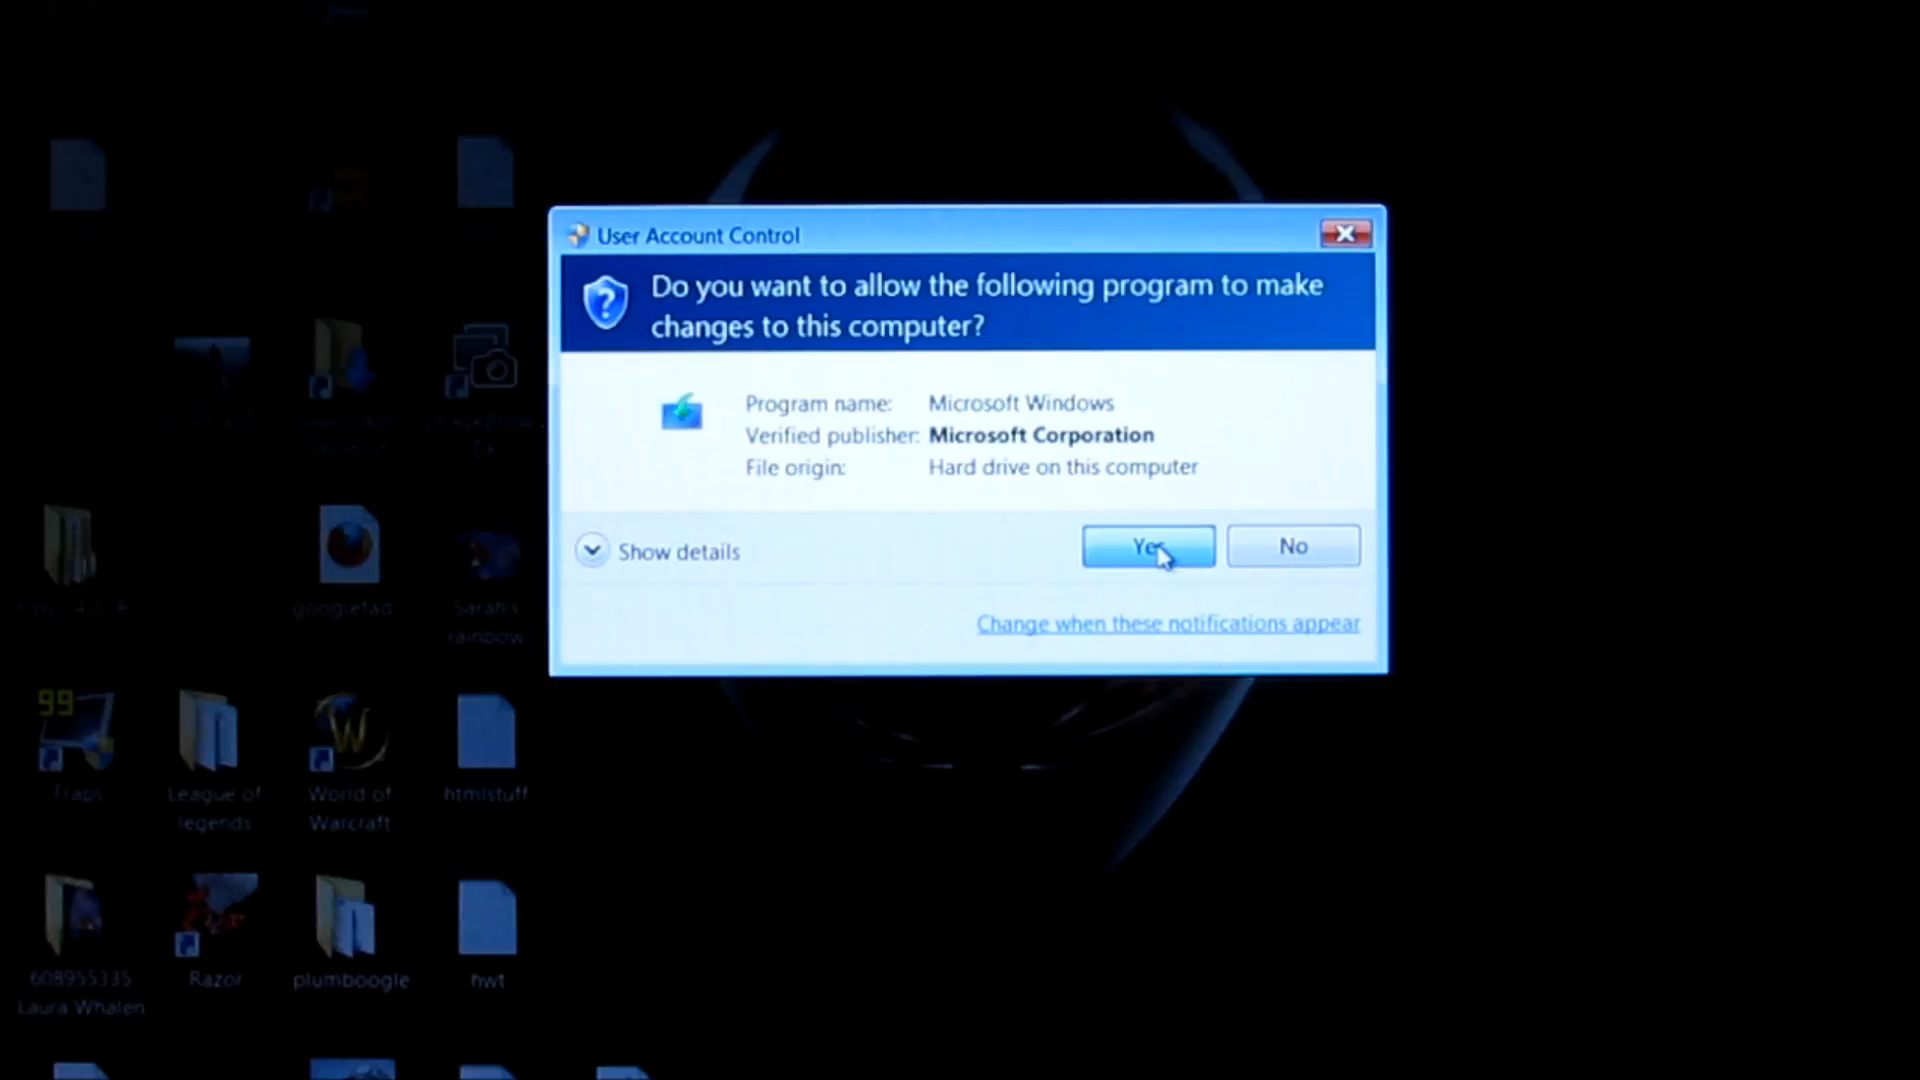 User Account Control
Do you want to allow the following program to make
changes to this computer?
Program name: Microsoft Windows
Verified publisher: Microsoft Corporation
File origin: Hard drive on this computer
Show details
Yes
No
Change when these notifications appear
Sarah's
rainbow
99
Fraps
League of
legends
World of
Warcraft
htmlstuff
608955335
Laura Whalen
Razor
plumboogle
hwt